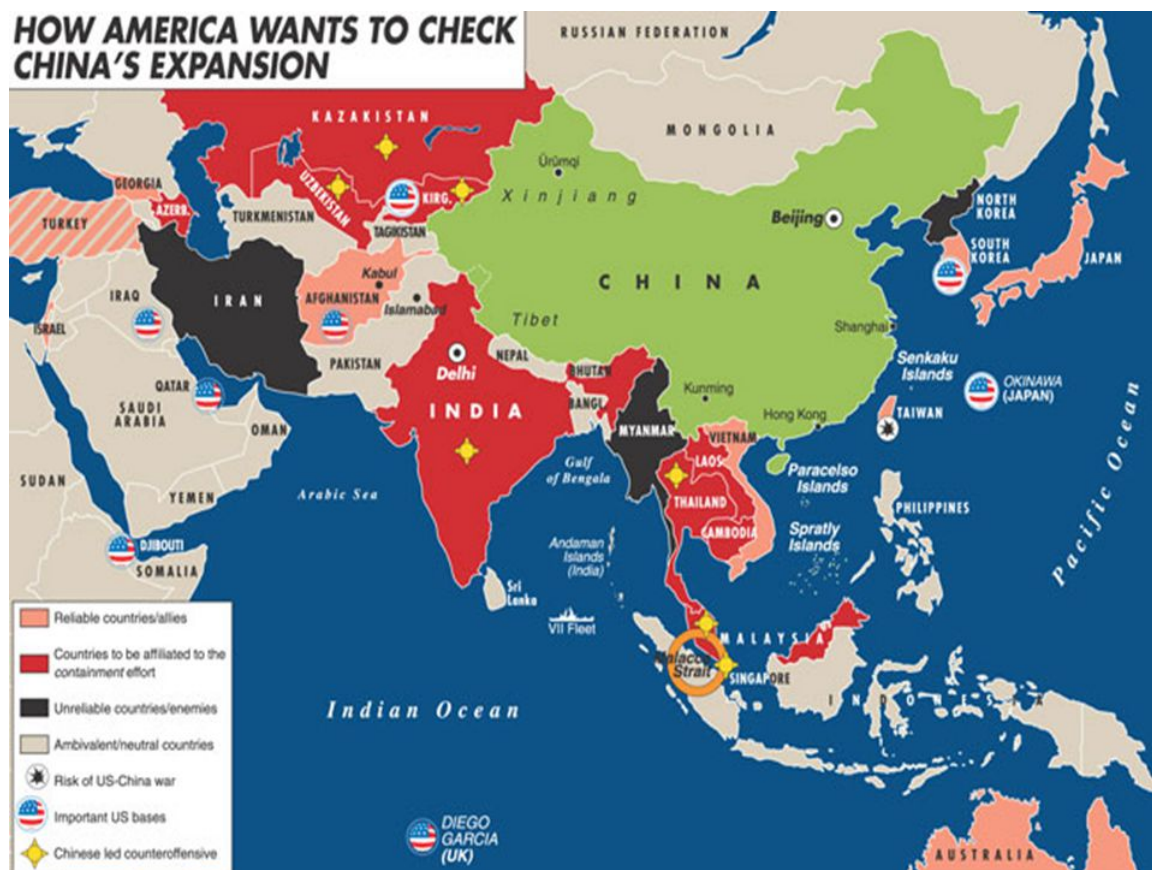 HOW AMERICA WANTS TO CHECK
CHINA'S EXPANSION
RUSSIAN FEDERATION
KAZAKISTAN
MONGOLIA
Ürümqi
Xinjiang
UZBEKISTAN
KIRG.
GEORGIA
AZERB.
TURKMENISTAN
TAGIKISTAN
TURKEY
Beijing
NORTH
KOREA
SOUTH
KOREA
JAPAN
CHINA
Kabul
AFGHANISTAN
Islamabad
IRAQ
IRAN
ISRAEL
Tibet
Shanghai
PAKISTAN
NEPAL
Delhi
BHUTAN
BANGL.
Senkaku
Islands
OKINAWA
(JAPAN)
QATAR
SAUDI
ARABIA
OMAN
INDIA
Kunming
Hong Kong
TAIWAN
MYANMAR
VIETNAM
LAOS
SUDAN
YEMEN
Arabic Sea
Gulf
of Bengala
Paracelso
Islands
THAILAND
CAMBODIA
PHILIPPINES
Spratly
Islands
Pacific Ocean
DJIBOUTI
SOMALIA
Andaman
Islands
(India)
Sri
Lanka
VII Fleet
MALAYSIA
Malacca
Strait
SINGAPORE
INDONESIA
Indian Ocean
DIEGO
GARCIA
(UK)
AUSTRALIA
Reliable countries/allies
Countries to be affiliated to the
containment effort
Unreliable countries/enemies
Ambivalent/neutral countries
Risk of US-China war
Important US bases
Chinese led counteroffensive